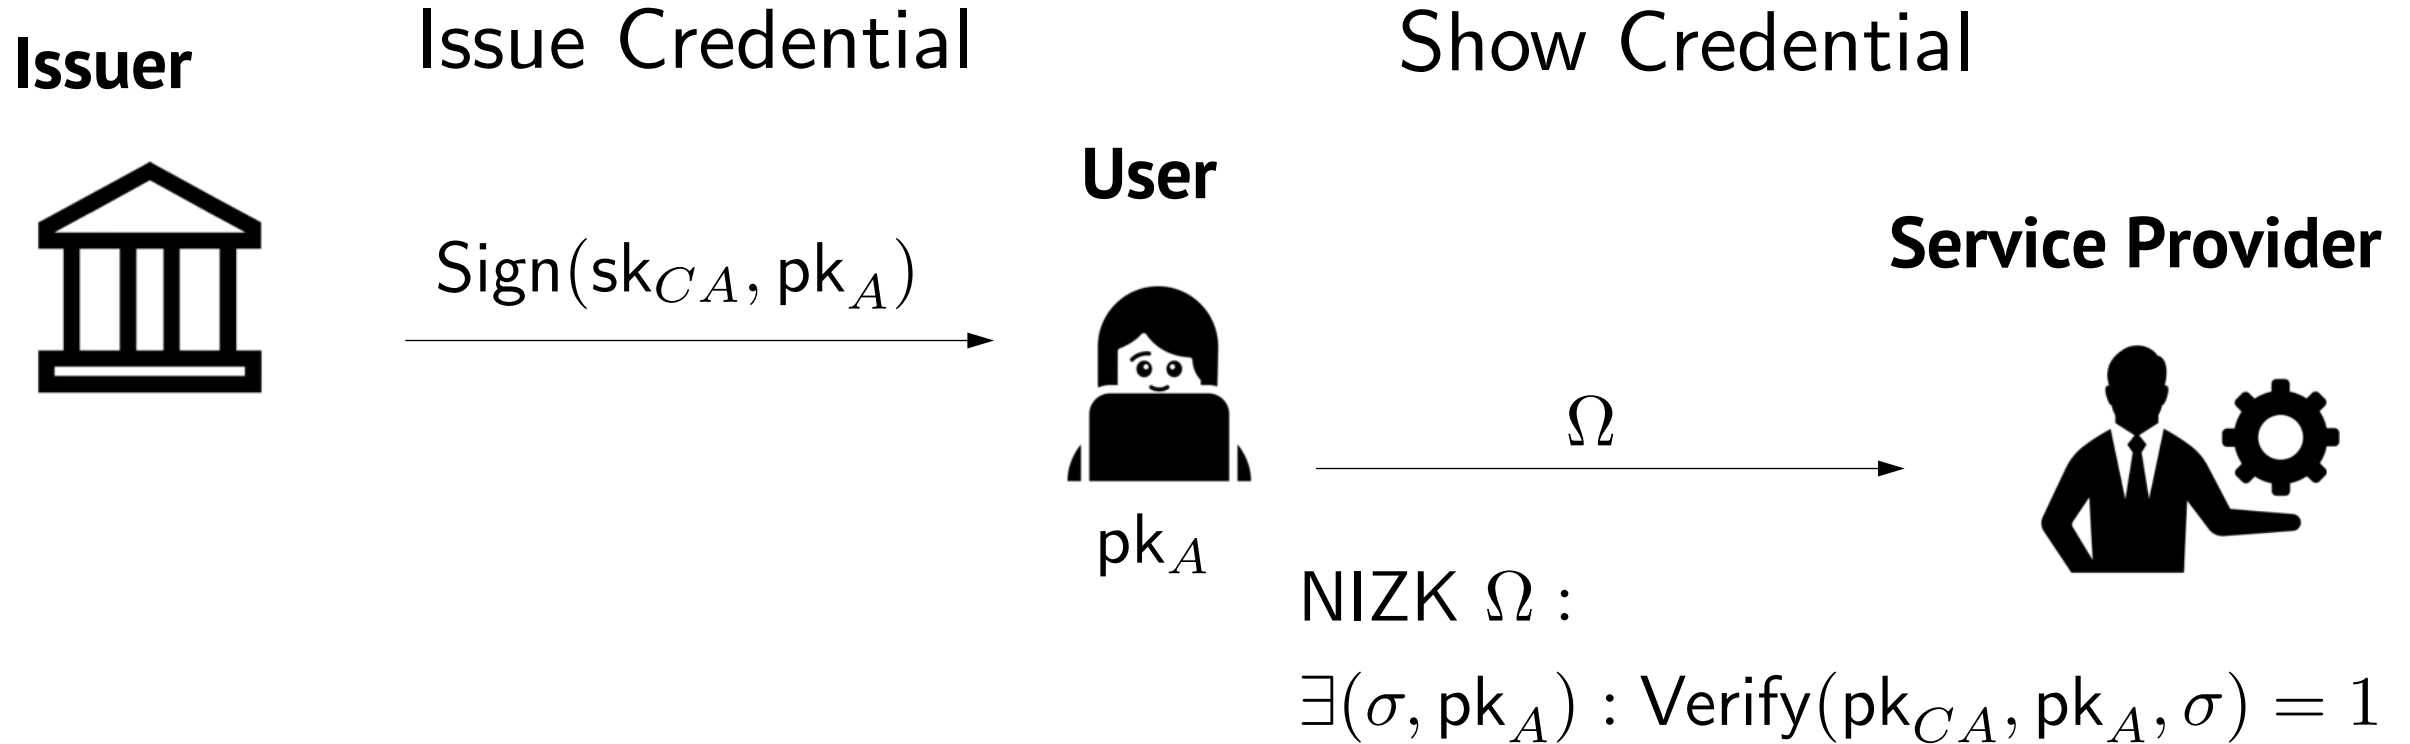 Issue Credential
Show Credential
Issuer
User
Service Provider
Sign(sk_{CA}, pk_A)
Ω
pk_A
NIZK Ω :
∃(σ, pk_A) : Verify(pk_{CA}, pk_A, σ) = 1